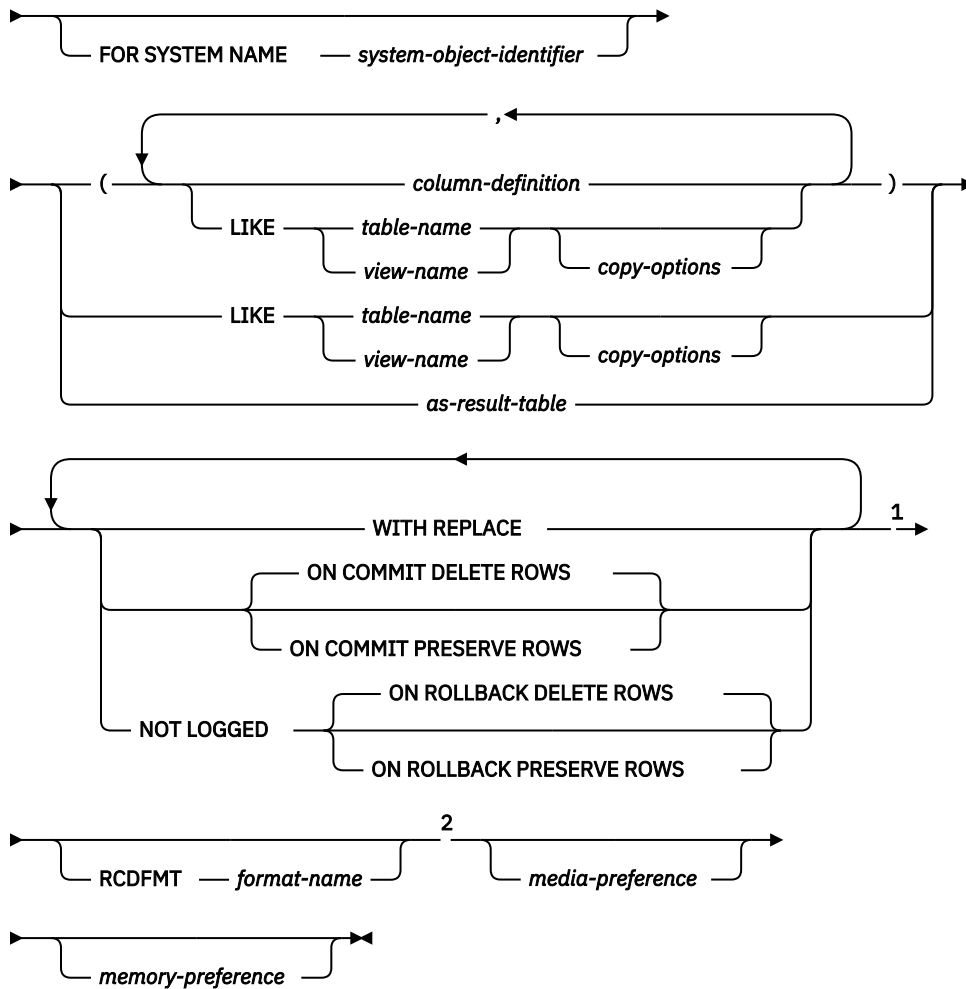 FOR SYSTEM NAME system-object-identifier
,
( column-definition )
LIKE table-name
view-name copy-options
LIKE table-name
view-name copy-options
as-result-table
1
WITH REPLACE
ON COMMIT DELETE ROWS
ON COMMIT PRESERVE ROWS
ON ROLLBACK DELETE ROWS
NOT LOGGED
ON ROLLBACK PRESERVE ROWS
2
RCDFMT format-name media-preference
memory-preference